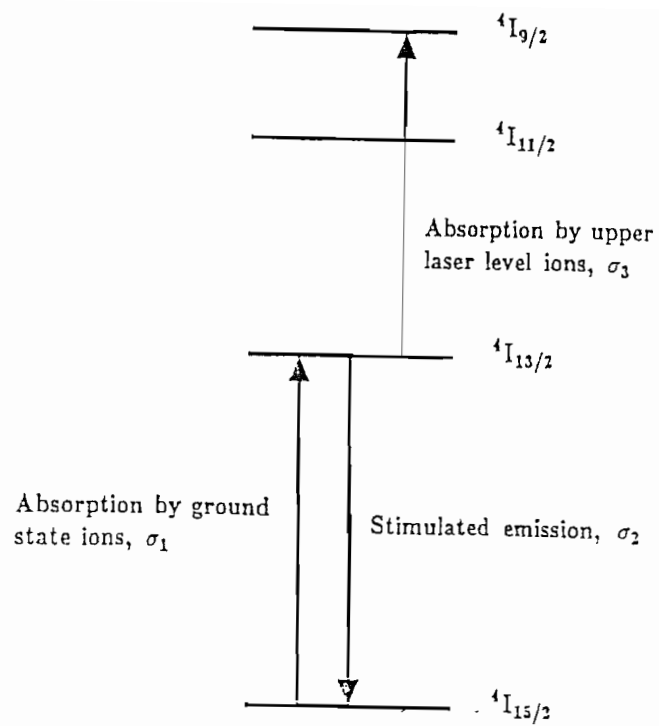 ⁴I₉/₂
⁴I₁₁/₂
Absorption by upper
laser level ions, σ₃
⁴I₁₃/₂
Absorption by ground
state ions, σ₁
Stimulated emission, σ₂
⁴I₁₅/₂